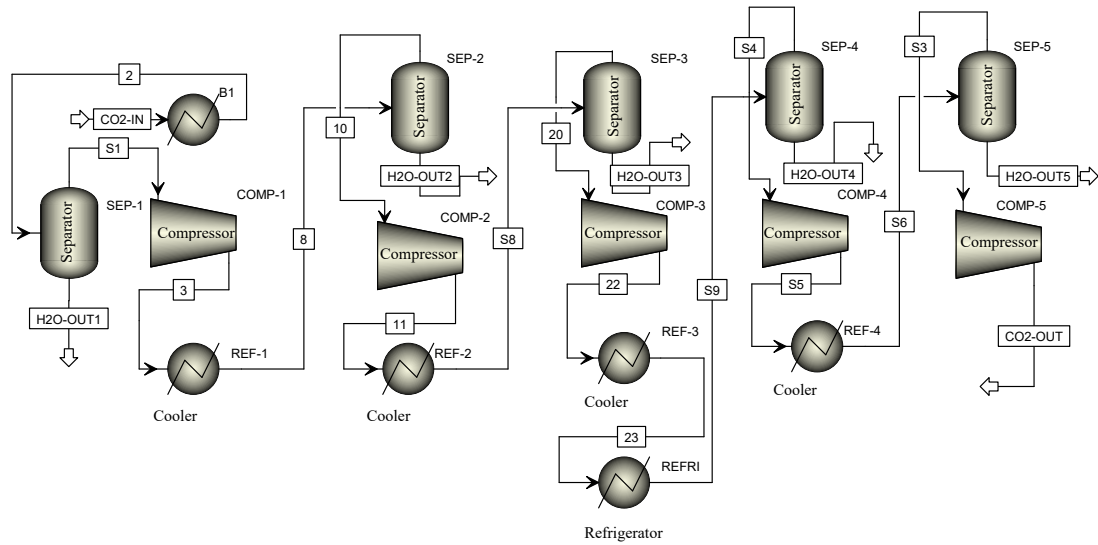 2
CO2-IN
B1
S1
Separator
SEP-1
COMP-1
Compressor
3
H2O-OUT1
REF-1
Cooler
8
SEP-2
Separator
10
H2O-OUT2
COMP-2
Compressor
11
REF-2
Cooler
S8
SEP-3
Separator
20
H2O-OUT3
COMP-3
Compressor
22
REF-3
Cooler
23
REFRI
Refrigerator
S9
S4
SEP-4
Separator
H2O-OUT4
COMP-4
Compressor
S5
REF-4
Cooler
S6
S3
SEP-5
Separator
H2O-OUT5
COMP-5
Compressor
CO2-OUT